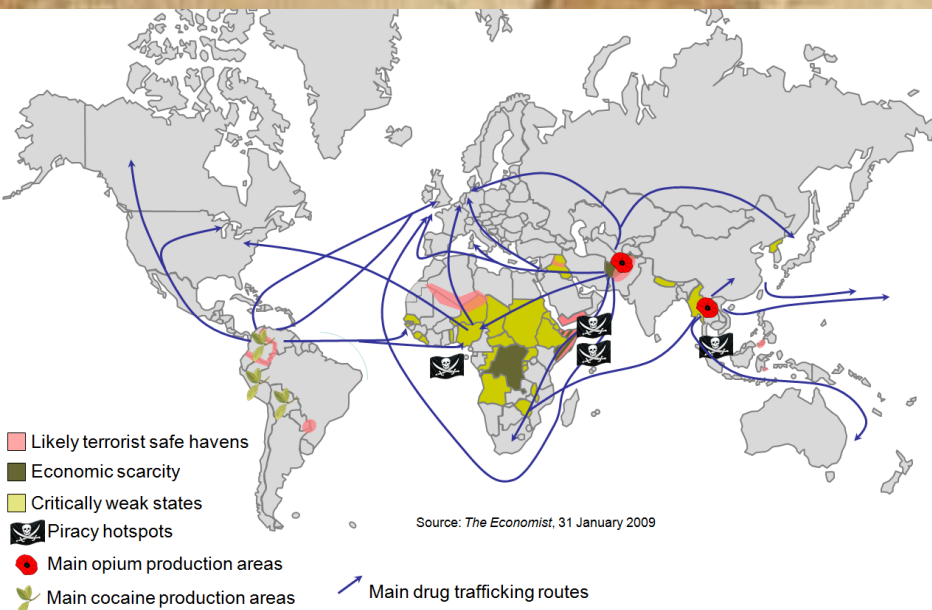 Likely terrorist safe havens
Economic scarcity
Critically weak states
Piracy hotspots
Source: The Economist, 31 January 2009
Main opium production areas
Main cocaine production areas
Main drug trafficking routes